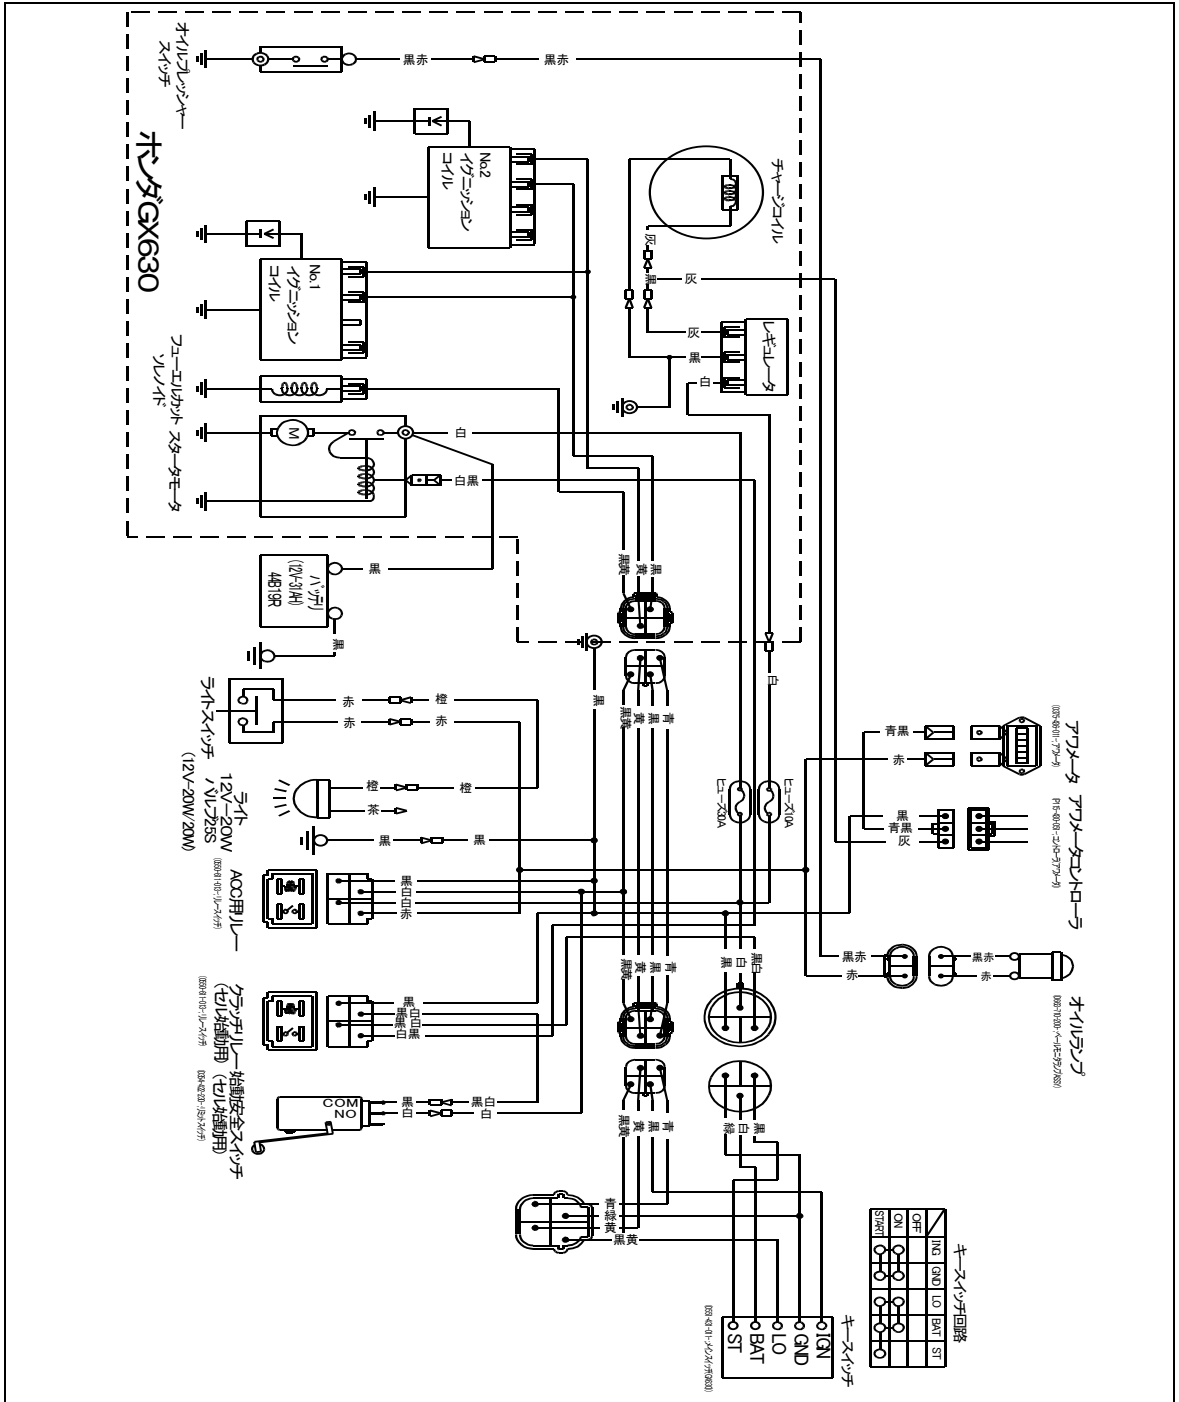 オイルプレッシャー
スイッチ
黒赤
黒赤
ホンダGX630
No.2
イグニッション
コイル
No.1
イグニッション
コイル
チャージコイル
灰
黒
灰
灰
黒
白
レギュレータ
フューエルカット
ソレノイド
スタータモータ
M
白
白黒
バッテリ
(12V-31AH)
44B19R
黒
黒
黒黄
黄
黒
黒
黒黄
黄
黒
青
白
ライトスイッチ
赤
橙
赤
赤
ライト
12V-20W
バルブ25S
(12V-20W/20W)
橙
橙
茶
黒
黒
ヒューズ30A
ヒューズ10A
アワメータ
青黒
赤
アワメータコントローラ
黒
青黒
灰
ACC用リレー
黒
白
白
赤
黒黄
黄
黒
青
黒
白
黒白
黒赤
赤
黒赤
赤
オイルランプ
クラッチリレー
(セル始動用)
黒
黒白
黒白
白黒
始動安全スイッチ
(セル始動用)
COM
NO
黒
黒白
白
白
黒黄
黄
黒
青
緑
白
黒
青
緑
黄
黒黄
キースイッチ
IGN
GND
LO
BAT
ST
キースイッチ回路
ING
GND
LO
BAT
ST
OFF
ON
START